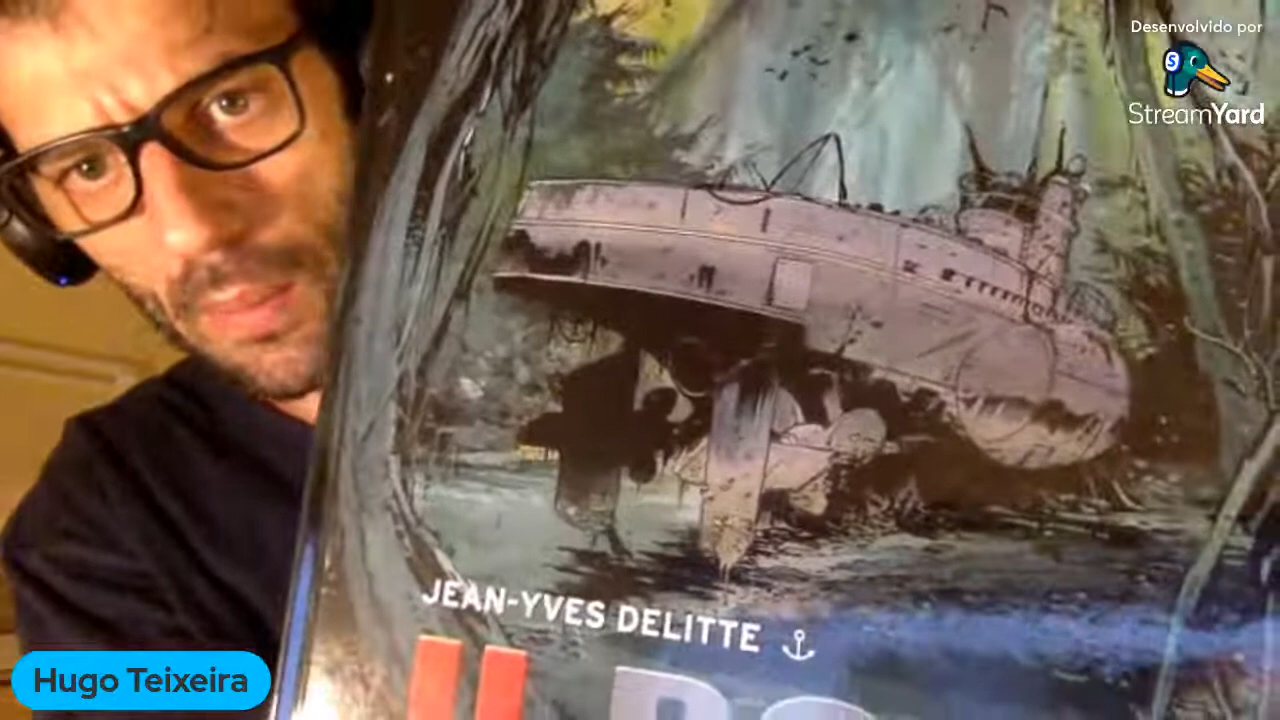 Desenvolvido por
StreamYard
JEAN-YVES DELITTE
Hugo Teixeira